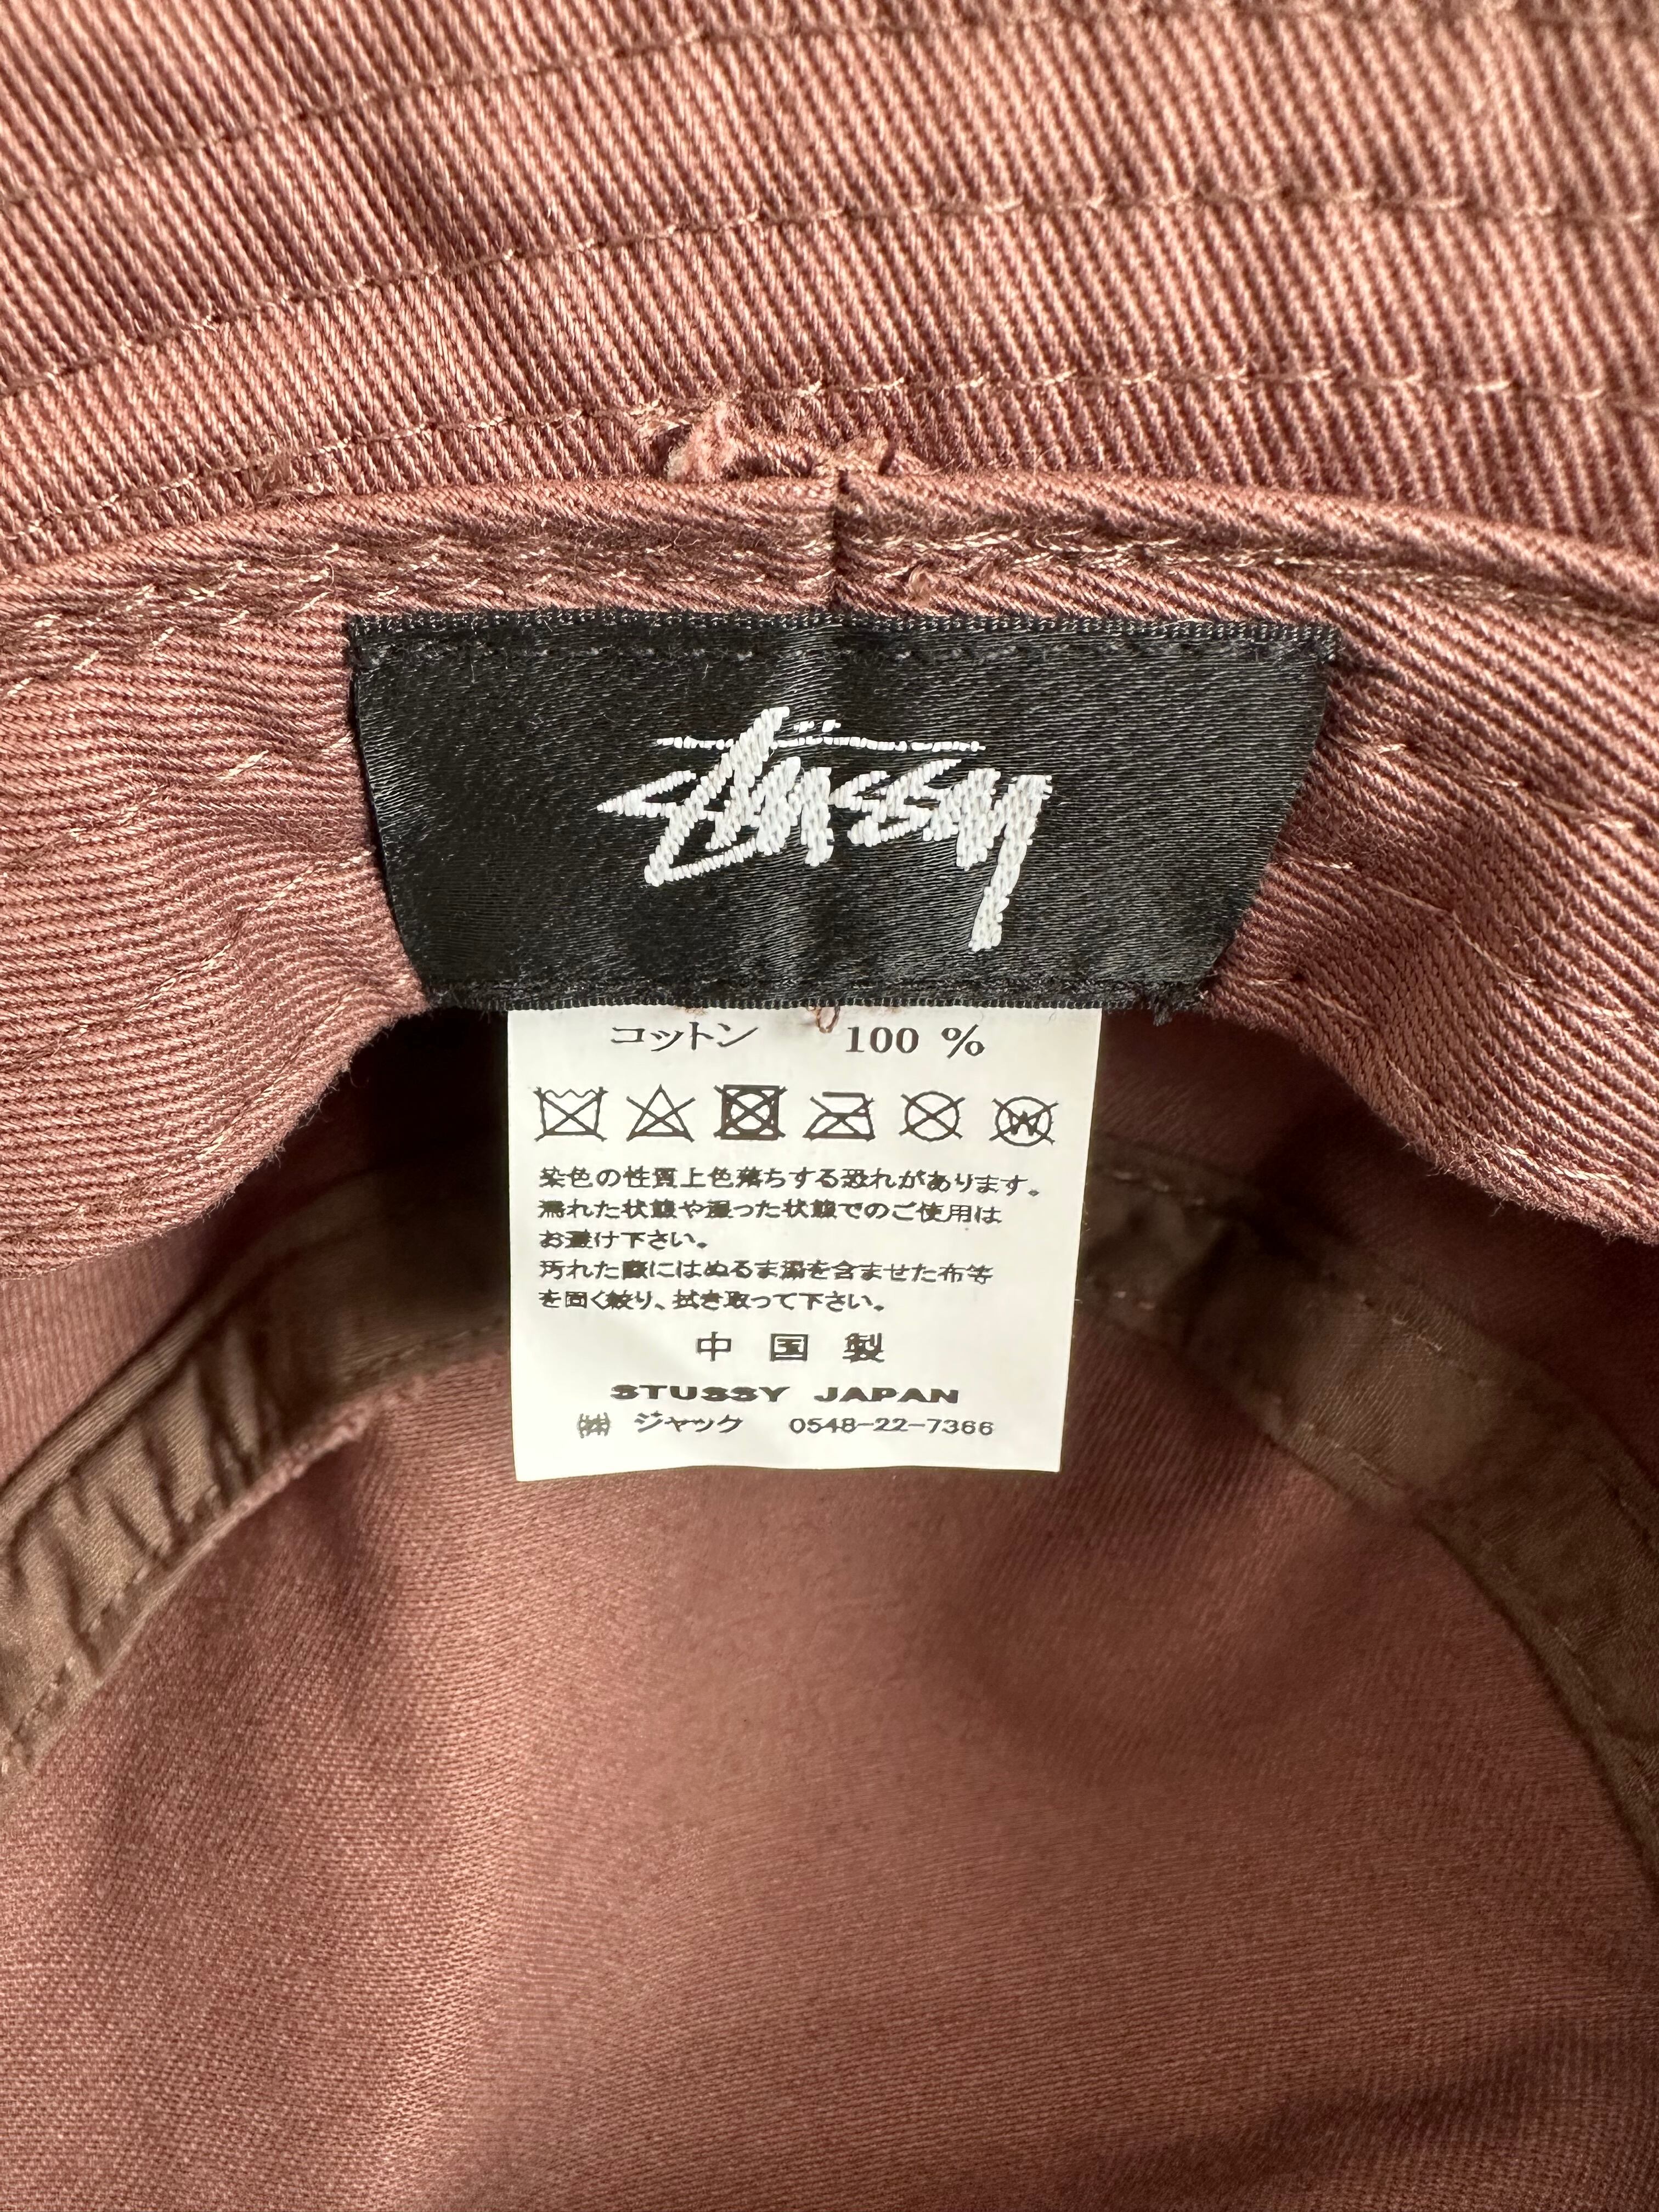 Stüssy
コットン 100 %
W
染色の性質上色落ちする恐れがあります。
濡れた状態や湿った状態でのご使用は
お避け下さい。
汚れた際にはぬるま湯を含ませた布等
を固く絞り、拭き取って下さい。
中国製
STUSSY JAPAN
㈱ ジャック 0548-22-7366